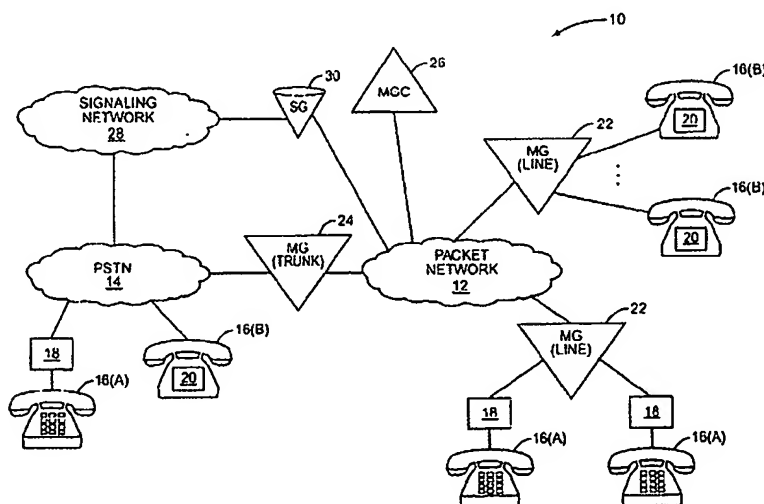 10
30
26
SIGNALING
NETWORK
28
SG
MGC
16(B)
20
22
MG
(LINE)
16(B)
20
24
MG
(TRUNK)
PSTN
14
PACKET
NETWORK
12
22
MG
(LINE)
16(B)
18
20
16(A)
18
18
16(A)
16(A)